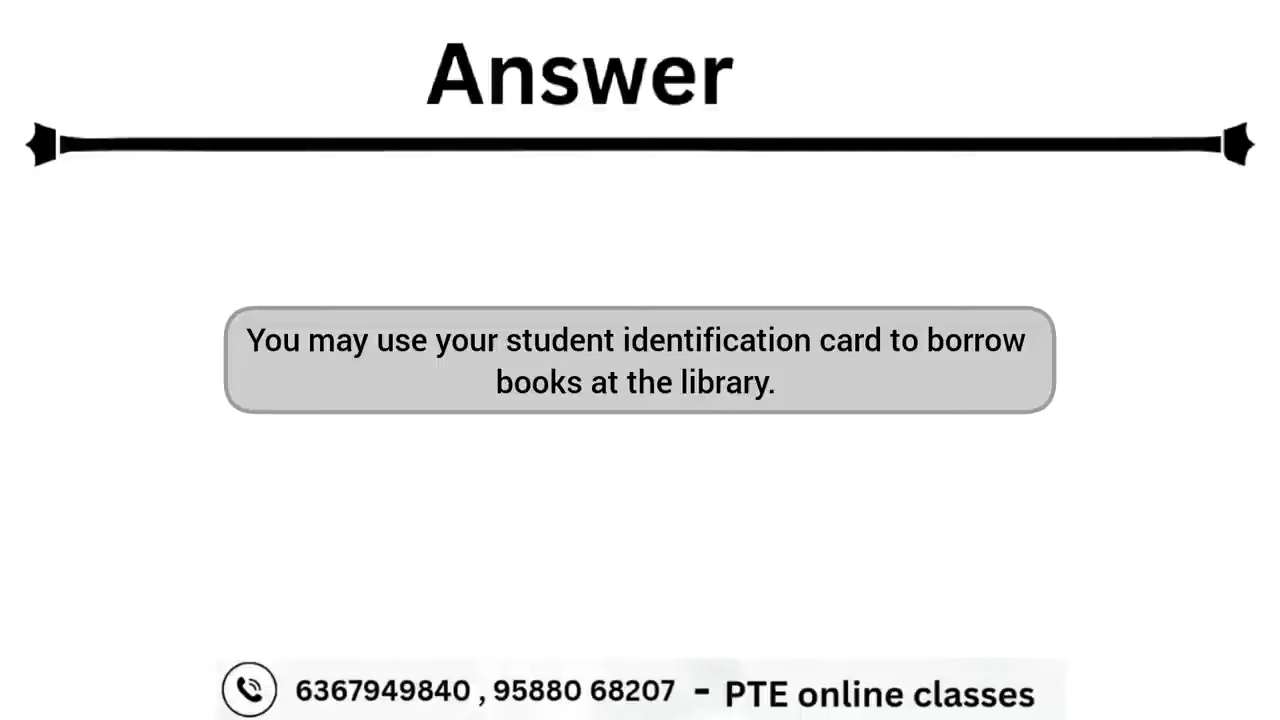 Answer
You may use your student identification card to borrow
books at the library.
6367949840 , 95880 68207 - PTE online classes